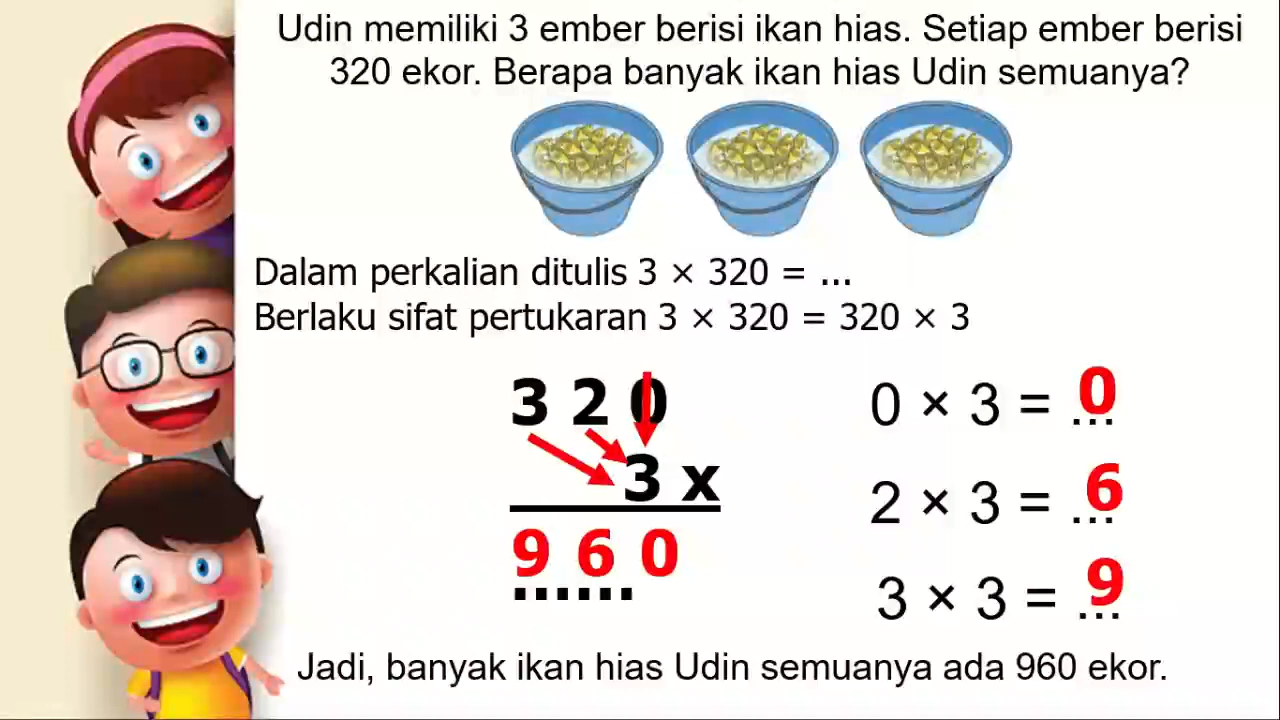 Udin memiliki 3 ember berisi ikan hias. Setiap ember berisi
320 ekor. Berapa banyak ikan hias Udin semuanya?
Dalam perkalian ditulis 3 × 320 = ...
Berlaku sifat pertukaran 3 × 320 = 320 × 3
3 2 0
3 x
9 6 0
......
0 × 3 = 0
...
2 × 3 = 6
...
3 × 3 = 9
...
Jadi, banyak ikan hias Udin semuanya ada 960 ekor.